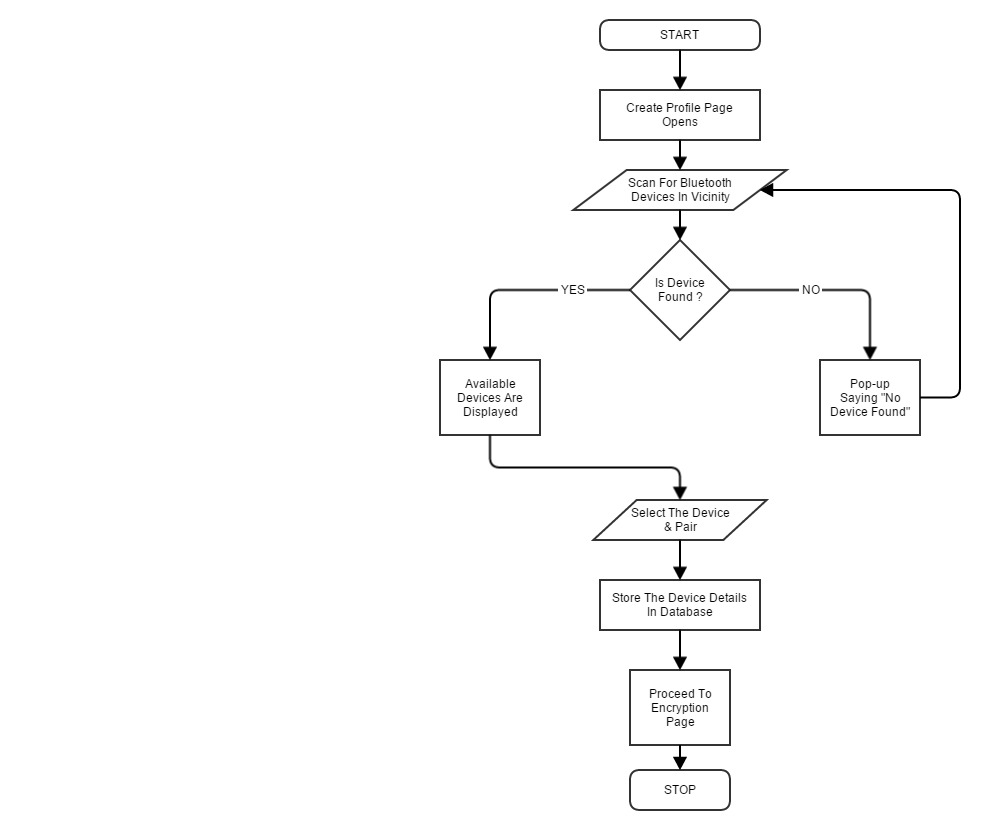 START
Create Profile Page
Opens
Scan For Bluetooth
Devices In Vicinity
Is Device
Found ?
YES
NO
Available
Devices Are
Displayed
Pop-up
Saying "No
Device Found"
Select The Device
& Pair
Store The Device Details
In Database
Proceed To
Encryption
Page
STOP